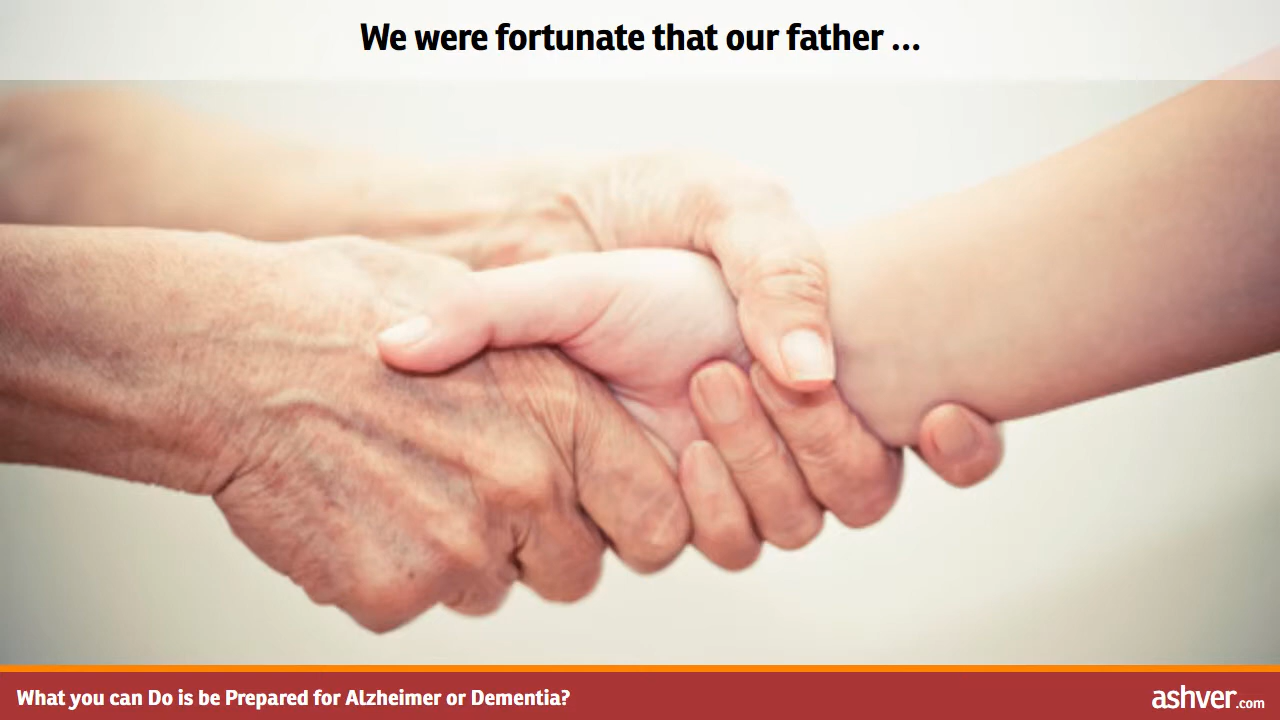 We were fortunate that our father ...
What you can Do is be Prepared for Alzheimer or Dementia?
ashver.com